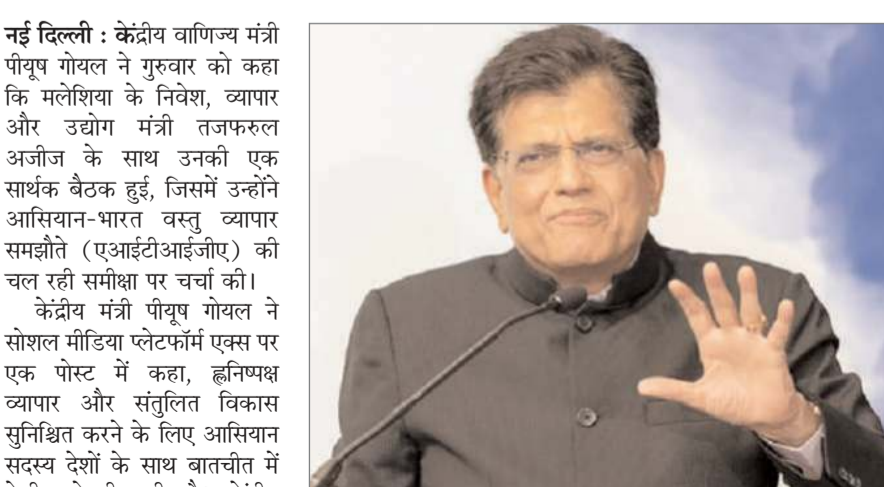 नई दिल्ली : केंद्रीय वाणिज्य मंत्री
पीयूष गोयल ने गुरुवार को कहा
कि मलेशिया के निवेश, व्यापार
और उद्योग मंत्री तजफरुल
अजीज के साथ उनकी एक
सार्थक बैठक हुई, जिसमें उन्होंने
आसियान-भारत वस्तु व्यापार
समझौते (एआईटीआईजीए) की
चल रही समीक्षा पर चर्चा की।
केंद्रीय मंत्री पीयूष गोयल ने
सोशल मीडिया प्लेटफॉर्म एक्स पर
एक पोस्ट में कहा, ह्लनिष्पक्ष
व्यापार और संतुलित विकास
सुनिश्चित करने के लिए आसियान
सदस्य देशों के साथ बातचीत में